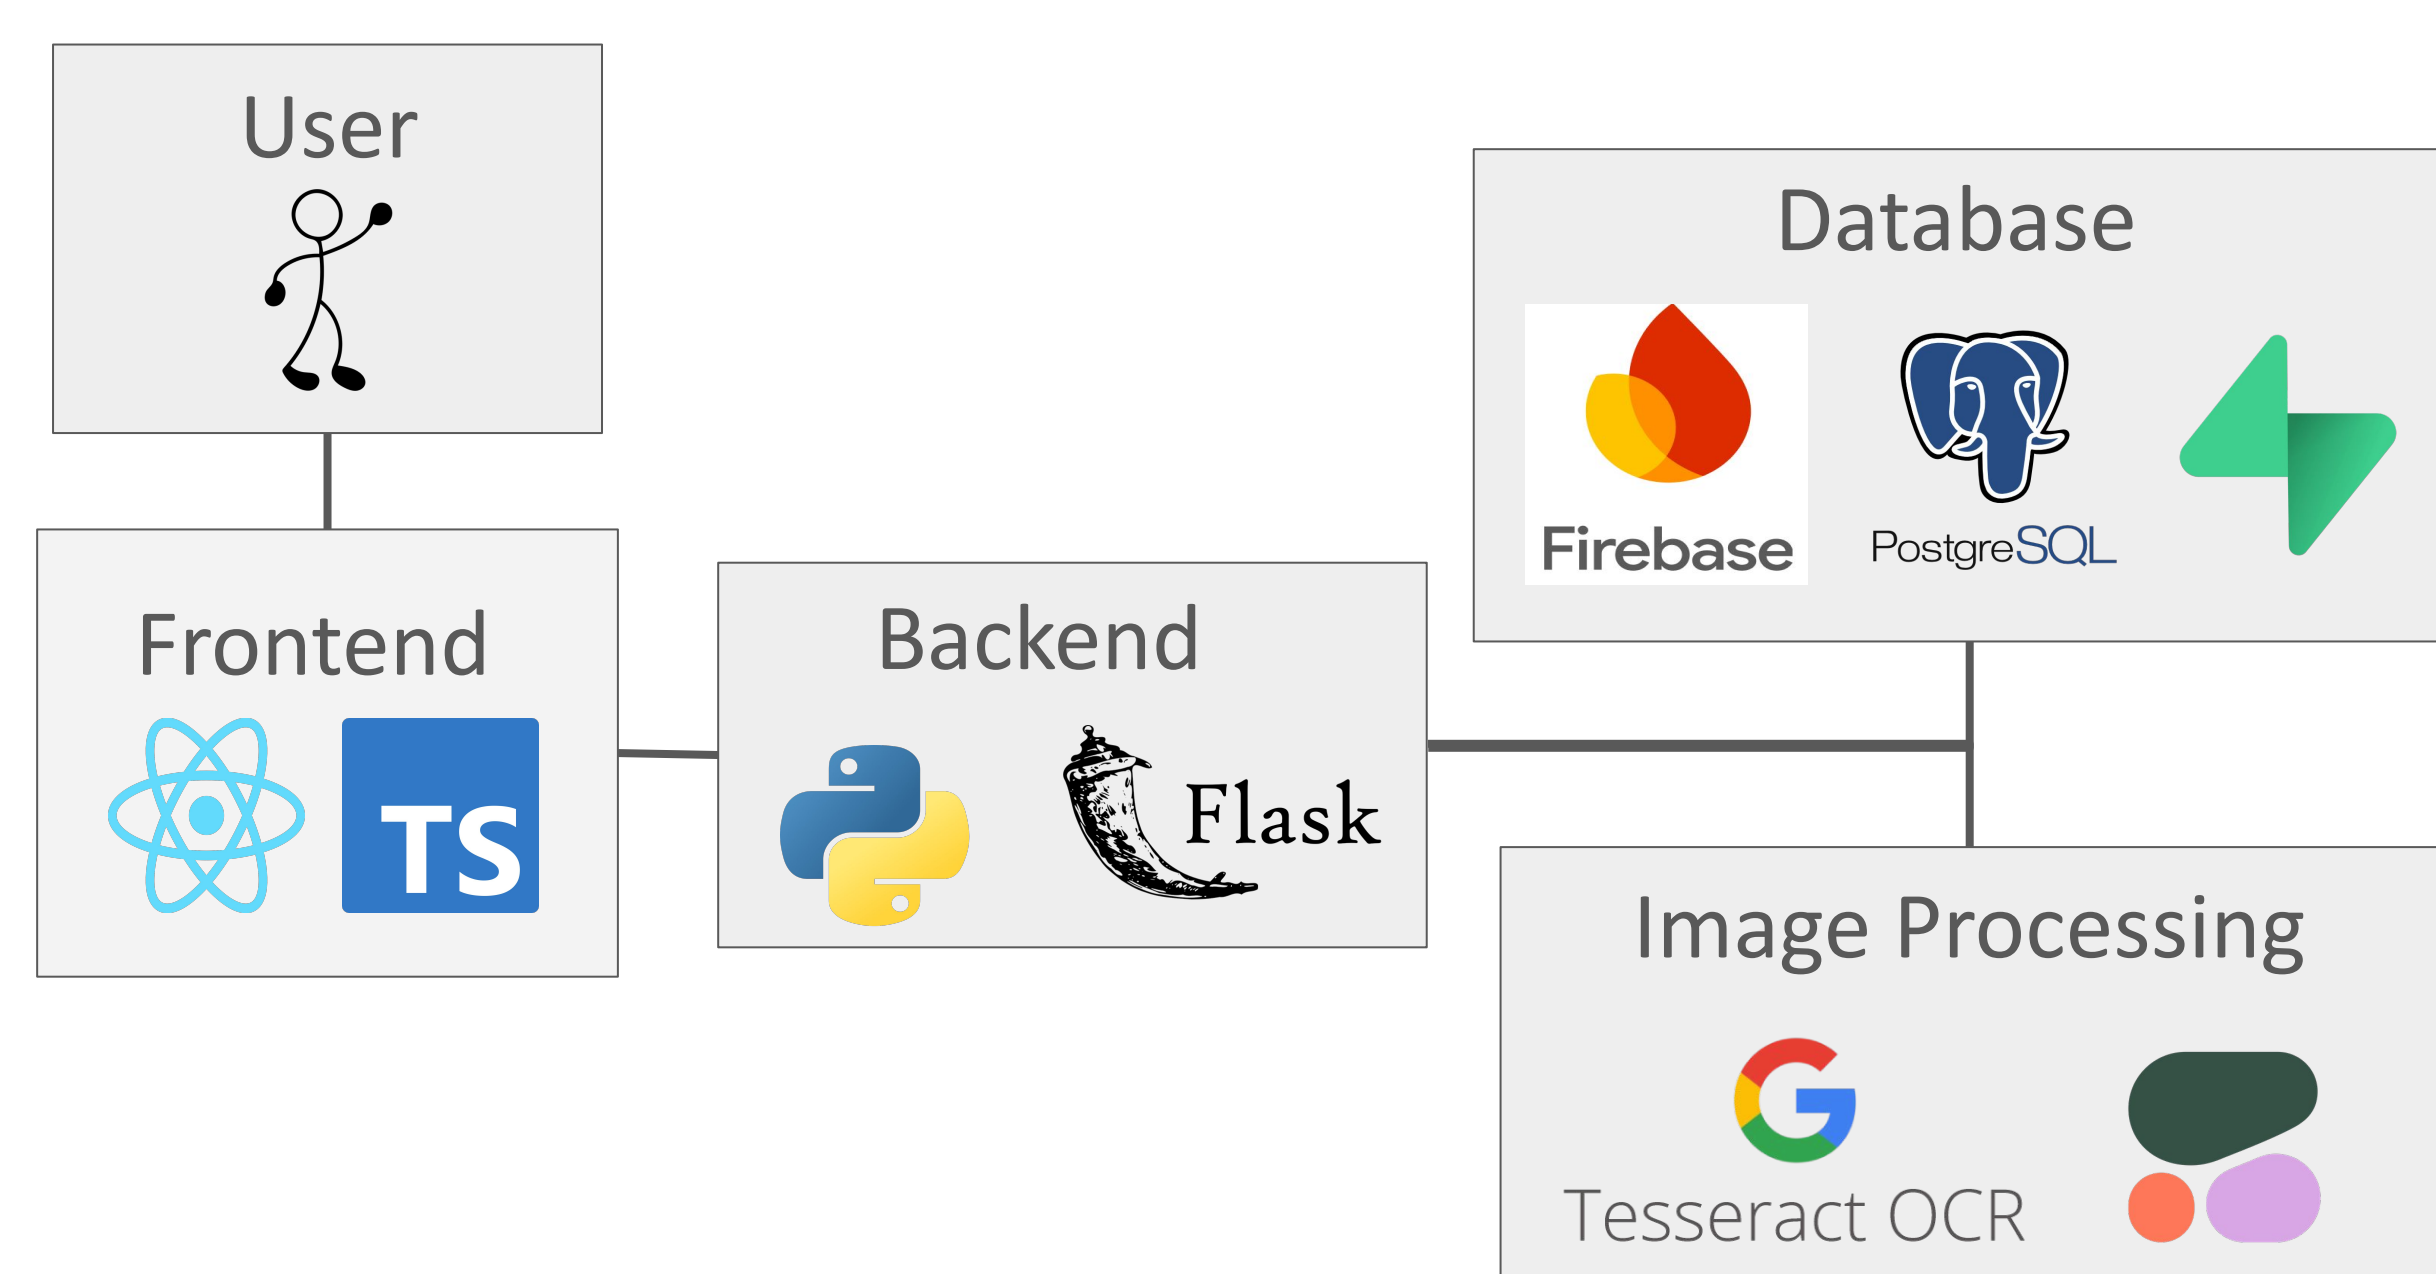 User
Frontend
TS
Backend
Flask
Database
Firebase
PostgreSQL
Image Processing
Tesseract OCR